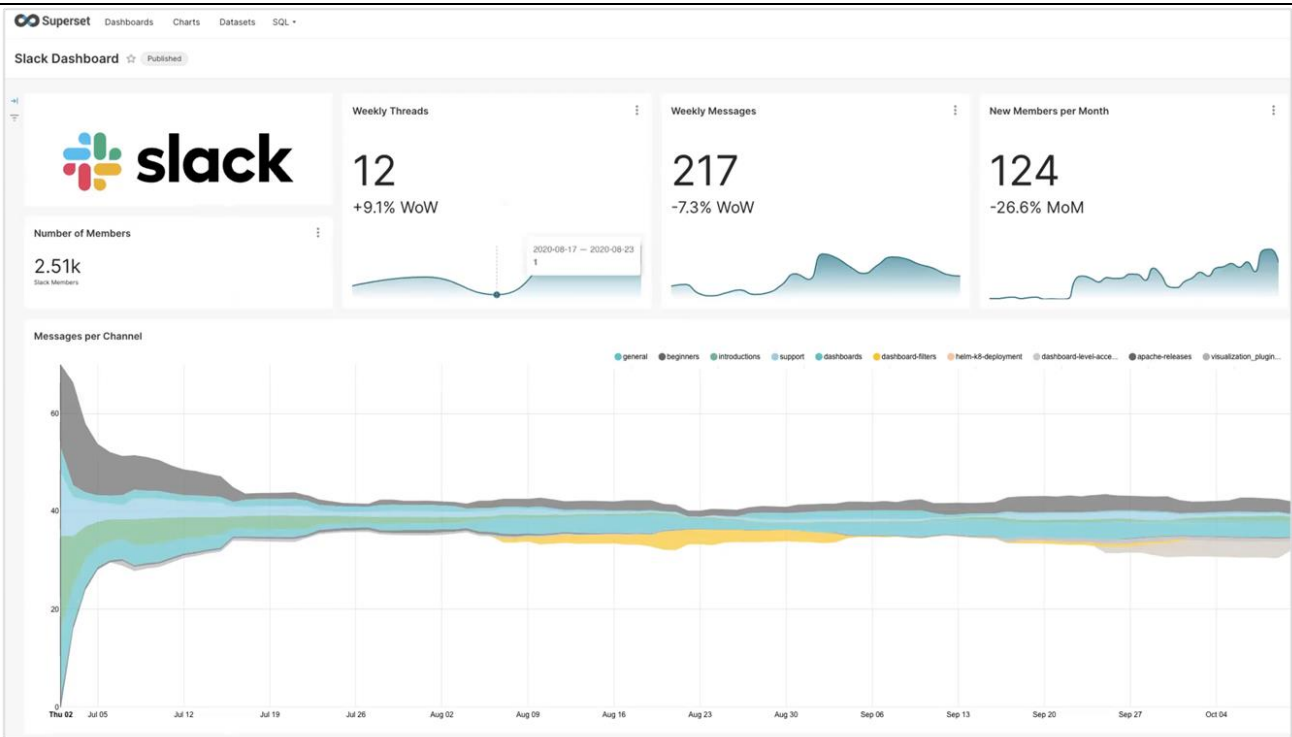 Superset Dashboards Charts Datasets SQL
Slack Dashboard Published
slack
Number of Members
2.51k
Slack Members
Weekly Threads
12
+9.1% WoW
2020-08-17 — 2020-08-23
1
Weekly Messages
217
-7.3% WoW
New Members per Month
124
-26.6% MoM
Messages per Channel
general beginners introductions support dashboards dashboard-filters helm-k8-deployment dashboard-level-acce... apache-releases visualization_plugin...
60
40
20
0
Thu 02 Jul 05 Jul 12 Jul 19 Jul 26 Aug 02 Aug 09 Aug 16 Aug 23 Aug 30 Sep 06 Sep 13 Sep 20 Sep 27 Oct 04